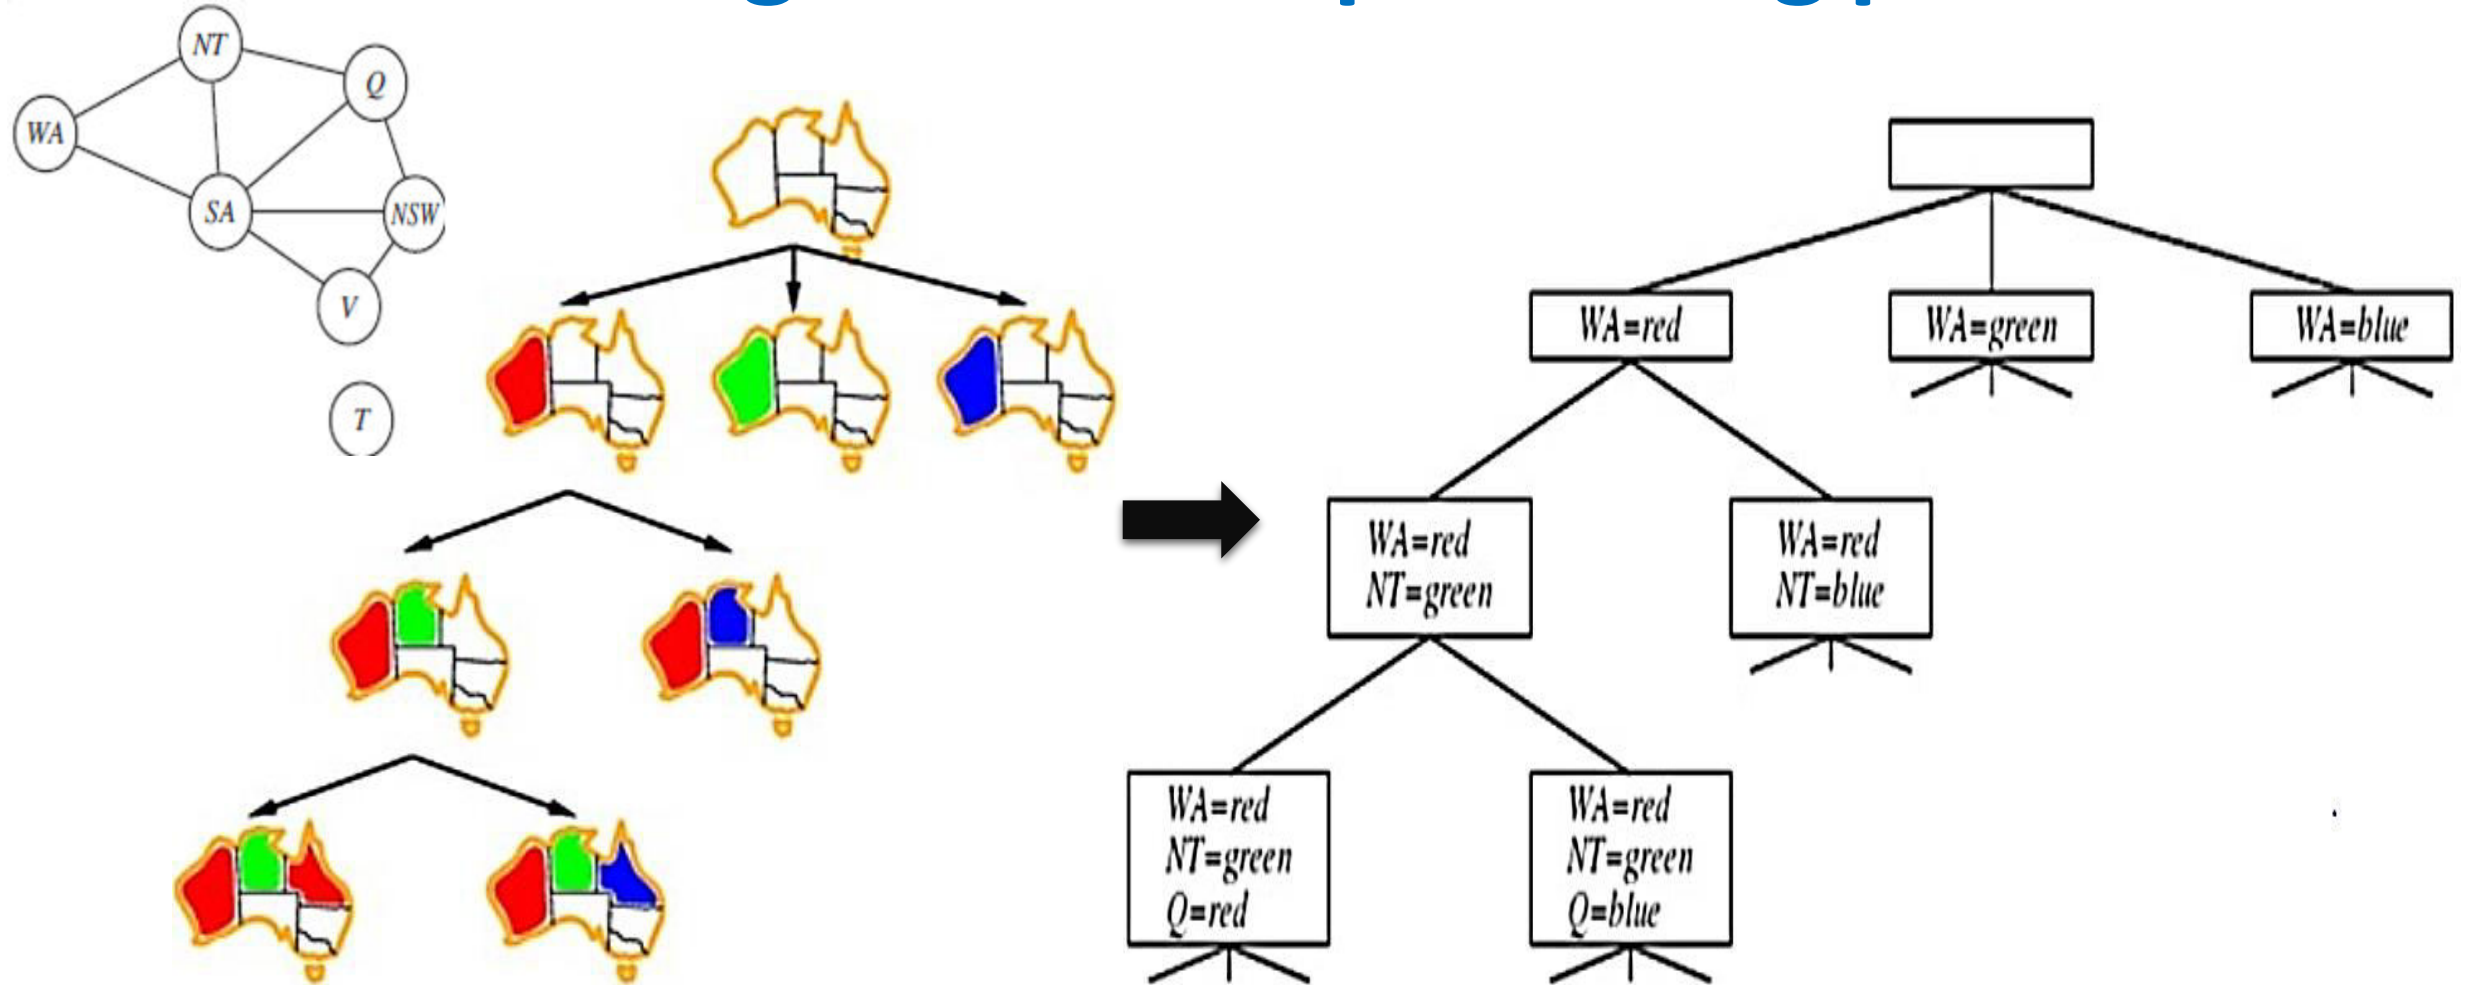 NT
Q
WA
SA
NSW
V
T
WA=red
WA=green
WA=blue
WA=red
NT=green
WA=red
NT=blue
WA=red
NT=green
Q=red
WA=red
NT=green
Q=blue